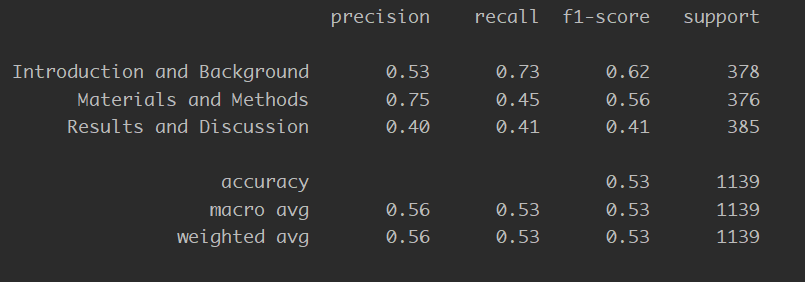 precision recall f1-score support
Introduction and Background 0.53 0.73 0.62 378
Materials and Methods 0.75 0.45 0.56 376
Results and Discussion 0.40 0.41 0.41 385
accuracy 0.53 1139
macro avg 0.56 0.53 0.53 1139
weighted avg 0.56 0.53 0.53 1139